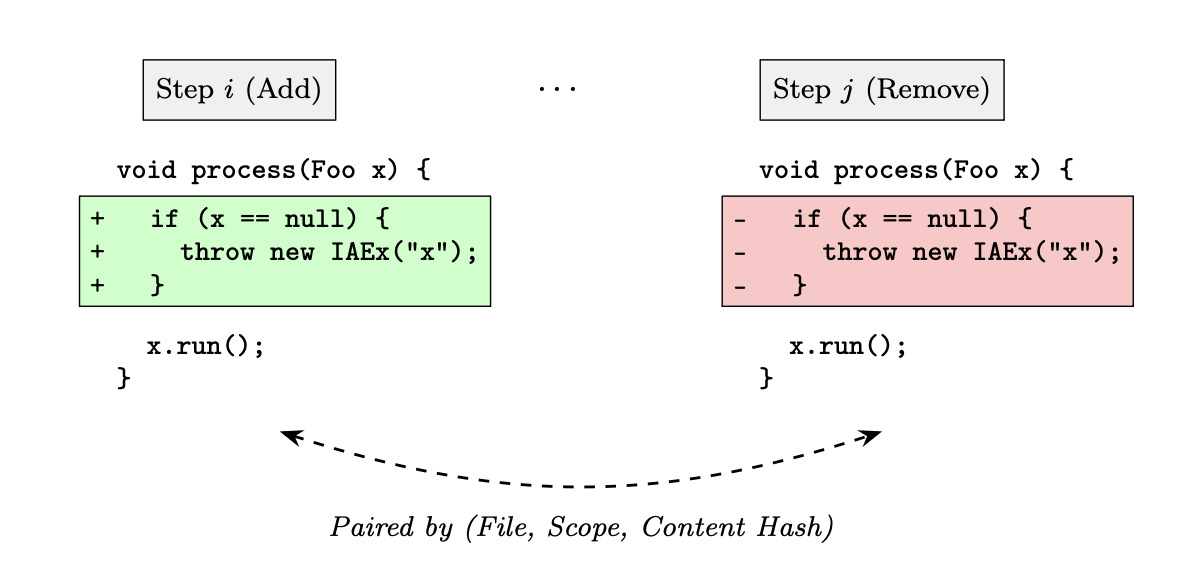 Step i (Add)
...
Step j (Remove)
void process(Foo x) {
+ if (x == null) {
+ throw new IAEx("x");
+ }
x.run();
}
void process(Foo x) {
- if (x == null) {
- throw new IAEx("x");
- }
x.run();
}
Paired by (File, Scope, Content Hash)